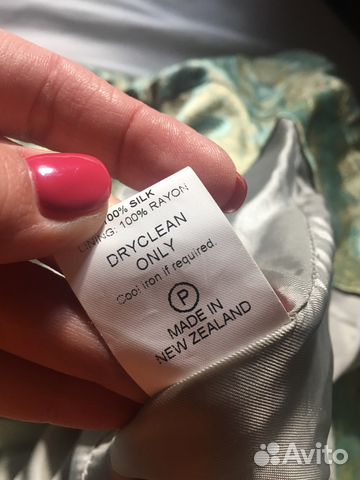 100% SILK
LINING: 100% RAYON
DRYCLEAN
ONLY
Cool iron if required.
P
MADE IN
NEW ZEALAND
Avito